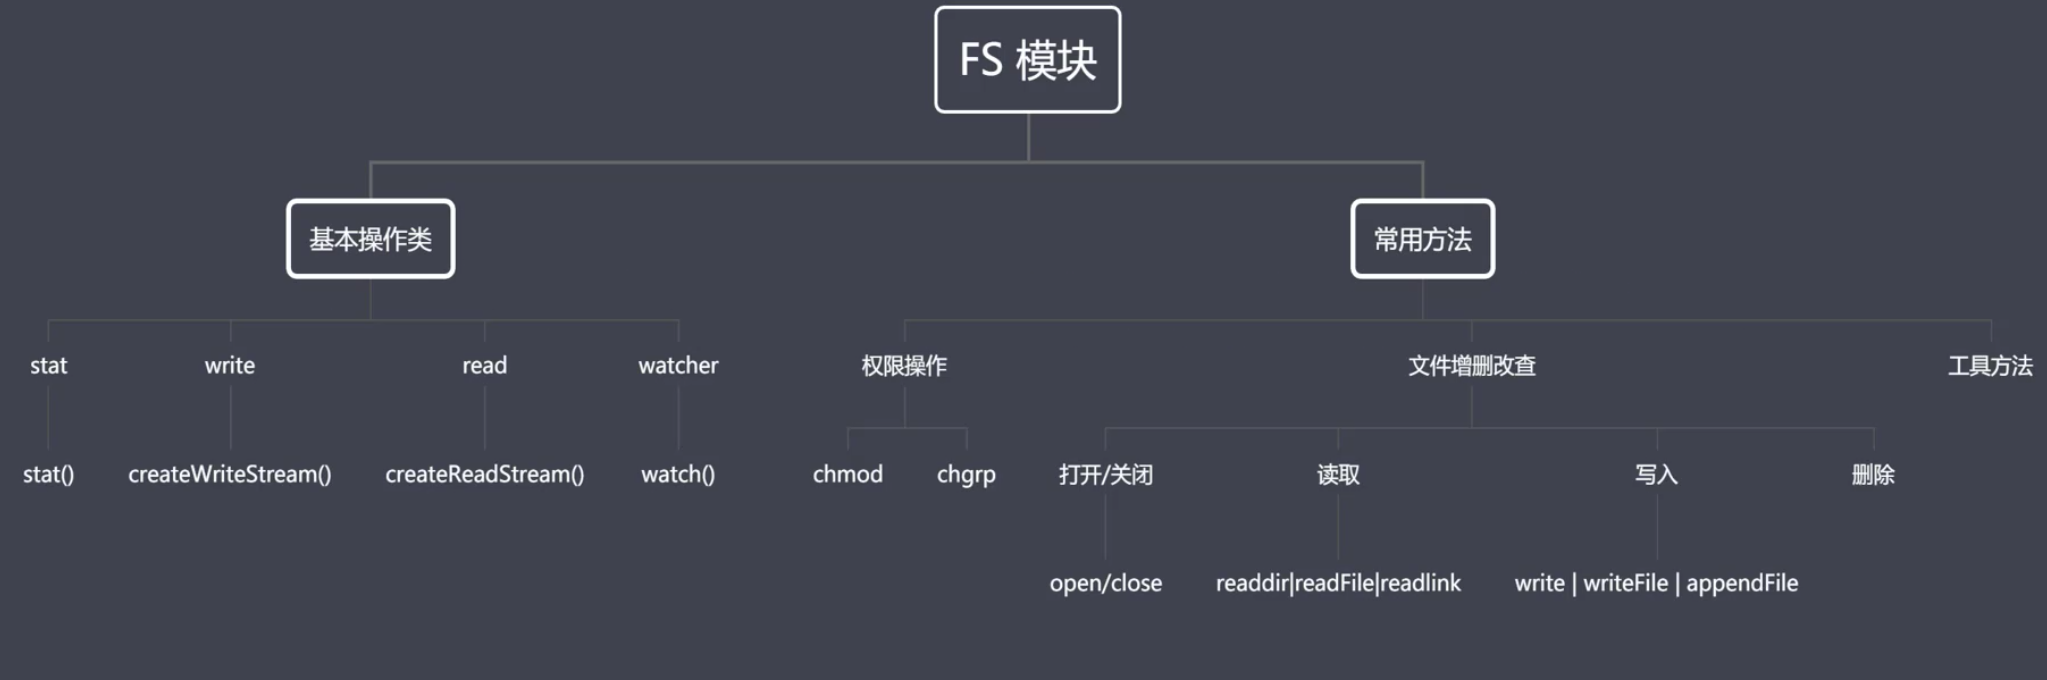 FS 模块
基本操作类
常用方法
stat
write
read
watcher
权限操作
文件增删改查
工具方法
stat()
createWriteStream()
createReadStream()
watch()
chmod
chgrp
打开/关闭
读取
写入
删除
open/close
readdir|readFile|readlink
write | writeFile | appendFile